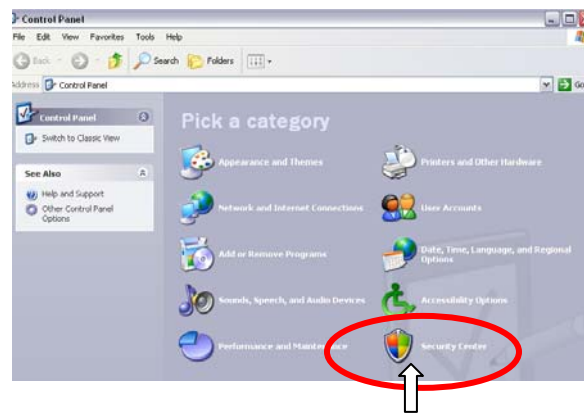 Control Panel
File Edit View Favorites Tools Help
Back Search Folders
Address Control Panel Go
Control Panel
Switch to Classic View
See Also
Help and Support
Other Control Panel
Options
Pick a category
Appearance and Themes
Printers and Other Hardware
Network and Internet Connections
User Accounts
Add or Remove Programs
Date, Time, Language, and Regional
Options
Sounds, Speech, and Audio Devices
Accessibility Options
Performance and Maintenance
Security Center